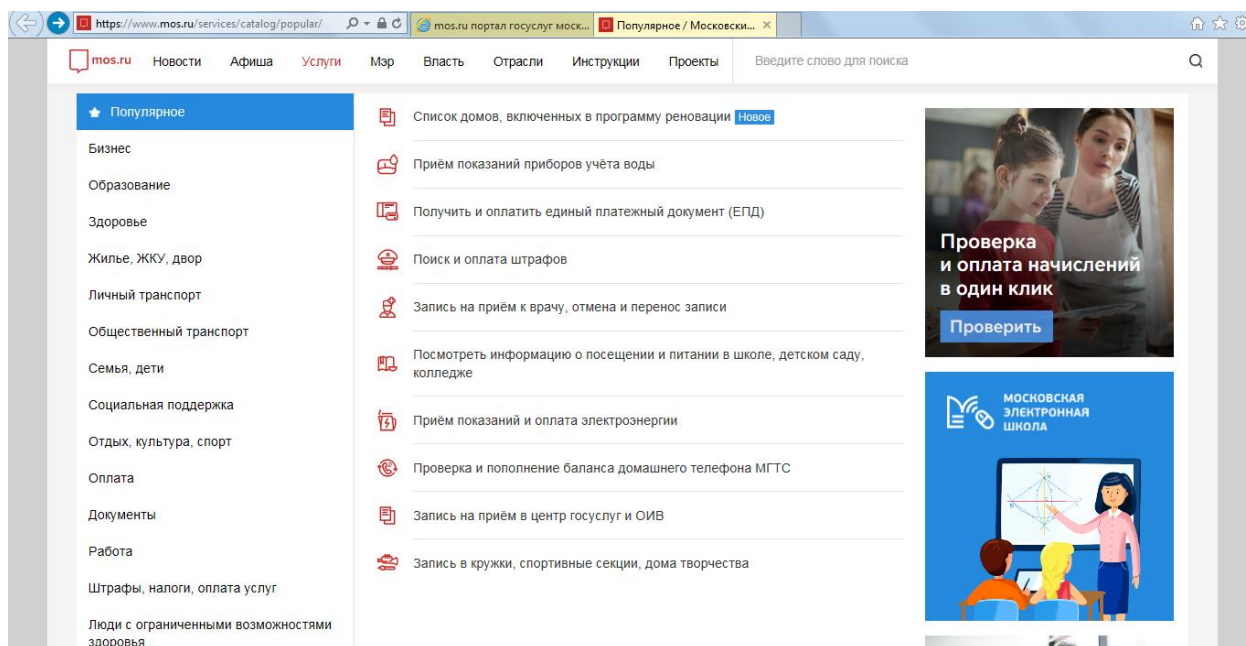 https://www.mos.ru/services/catalog/popular/
mos.ru портал госуслуг моск...
Популярное / Московски...
mos.ru
Новости
Афиша
Услуги
Мэр
Власть
Отрасли
Инструкции
Проекты
Введите слово для поиска
Популярное
Бизнес
Образование
Здоровье
Жилье, ЖКУ, двор
Личный транспорт
Общественный транспорт
Семья, дети
Социальная поддержка
Отдых, культура, спорт
Оплата
Документы
Работа
Штрафы, налоги, оплата услуг
Люди с ограниченными возможностями
здоровья
Список домов, включенных в программу реновации Новое
Приём показаний приборов учёта воды
Получить и оплатить единый платежный документ (ЕПД)
Поиск и оплата штрафов
Запись на приём к врачу, отмена и перенос записи
Посмотреть информацию о посещении и питании в школе, детском саду,
колледже
Приём показаний и оплата электроэнергии
Проверка и пополнение баланса домашнего телефона МГТС
Запись на приём в центр госуслуг и ОИВ
Запись в кружки, спортивные секции, дома творчества
Проверка
и оплата начислений
в один клик
Проверить
МОСКОВСКАЯ
ЭЛЕКТРОННАЯ
ШКОЛА